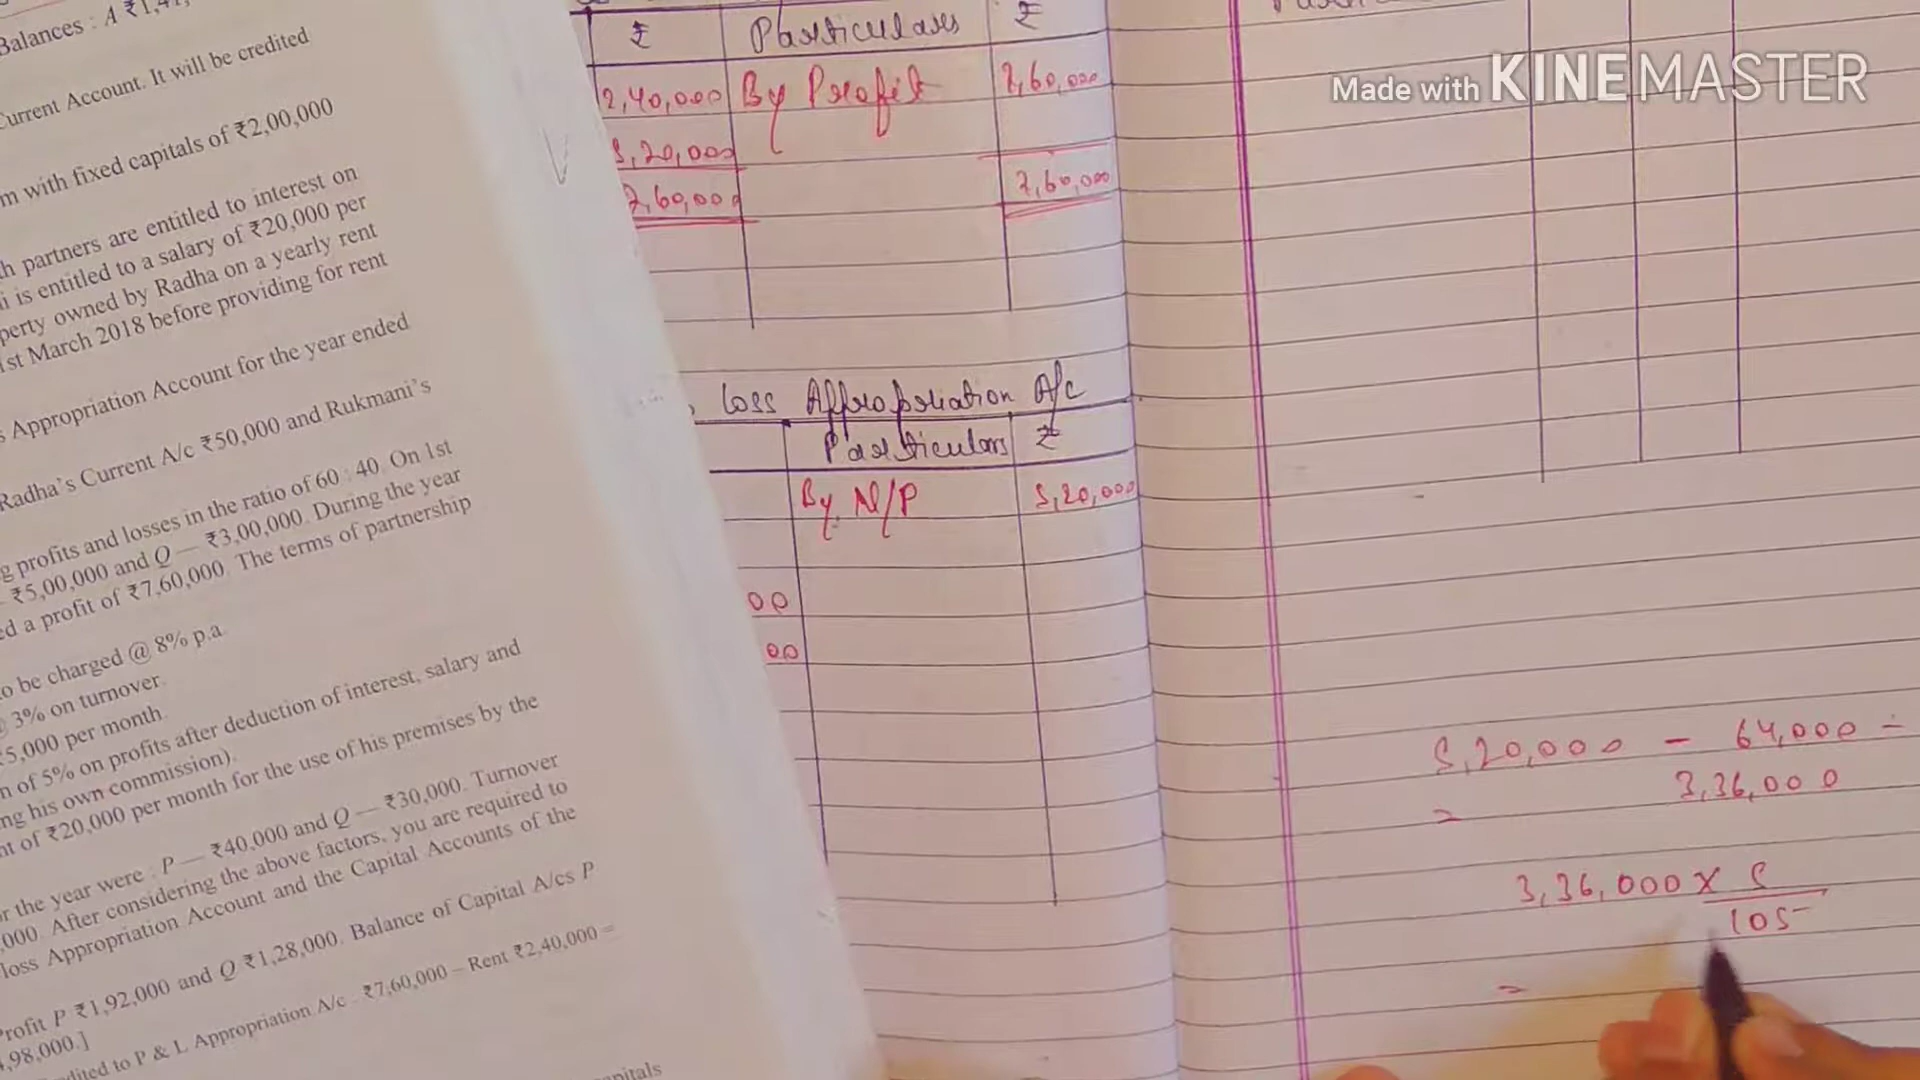 Balances : A ₹1,41,
Current Account. It will be credited
m with fixed capitals of ₹2,00,000
h partners are entitled to interest on
i is entitled to a salary of ₹20,000 per
perty owned by Radha on a yearly rent
1st March 2018 before providing for rent
s Appropriation Account for the year ended
Radha's Current A/c ₹50,000 and Rukmani's
g profits and losses in the ratio of 60 : 40. On 1st
₹5,00,000 and Q — ₹3,00,000. During the year
ed a profit of ₹7,60,000. The terms of partnership
o be charged @ 8% p.a.
@ 3% on turnover.
₹5,000 per month.
n of 5% on profits after deduction of interest, salary and
ng his own commission).
nt of ₹20,000 per month for the use of his premises by the
r the year were : P — ₹40,000 and Q — ₹30,000. Turnover
,000. After considering the above factors, you are required to
loss Appropriation Account and the Capital Accounts of the
Profit P ₹1,92,000 and Q ₹1,28,000. Balance of Capital A/cs P
,98,000.]
dited to P & L Appropriation A/c - ₹7,60,000 – Rent ₹2,40,000 =
pitals
₹ Particulars ₹
2,40,000 By Profit 7,60,000
5,20,000
7,60,000 7,60,000
loss Appropriation A/c
Particulars ₹
By N/P 5,20,000
00
00
Made with KINEMASTER
5,20,000 - 64,000 -
= 3,36,000
3,36,000 x 5
105
=